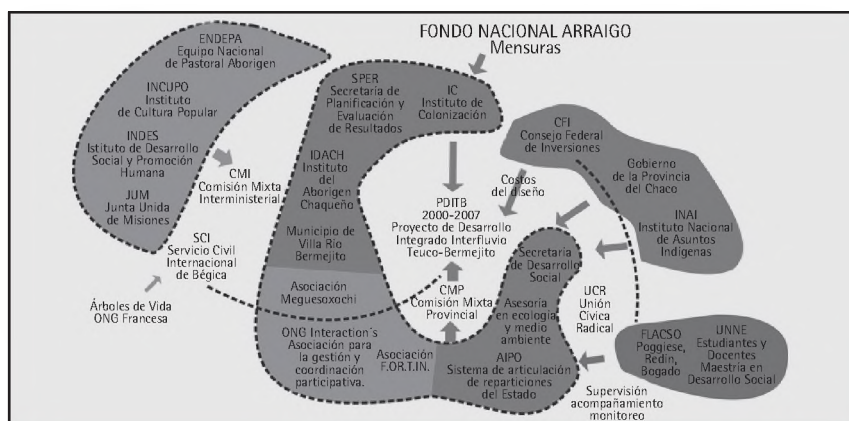 FONDO NACIONAL ARRAIGO
Mensuras
ENDEPA
Equipo Nacional
de Pastoral Aborigen
INCUPO
Instituto
de Cultura Popular
INDES
Istituto de Desarrollo
Social y Promoción
Humana
JUM
Junta Unida
de Misiones
CMI
Comisión Mixta
Interministerial
SCI
Servicio Civil
Internacional
de Bégica
Árboles de Vida
ONG Francesa
SPER
Secretaría de
Planificación y
Evaluación
de Resultados
IC
Instituto de
Colonización
IDACH
Instituto
del
Aborigen
Chaqueño
Municipio de
Villa Río
Bermejito
Asociación
Meguesoxochi
ONG Interaction's
Asociación para
la gestión y
coordinación
participativa.
Asociación
F.OR.T.IN.
PDITB
2000-2007
Proyecto de Desarrollo
Integrado Interfluvio
Teuco-Bermejito
CMP
Comisión Mixta
Provincial
Costos
del diseño
CFI
Consejo Federal
de Inversiones
Gobierno
de la Provincia
del Chaco
INAI
Instituto Nacional
de Asuntos
Indígenas
Secretaría
de Desarrollo
Social
Asesoría
en ecología
y medio
ambiente
AIPO
Sistema de articulación
de reparticiones
del Estado
UCR
Unión
Cívica
Radical
FLACSO
Poggiese,
Redín,
Bogado
UNNE
Estudiantes y
Docentes
Maestría en
Desarrollo Social
Supervisión
acompañamiento
monitoreo